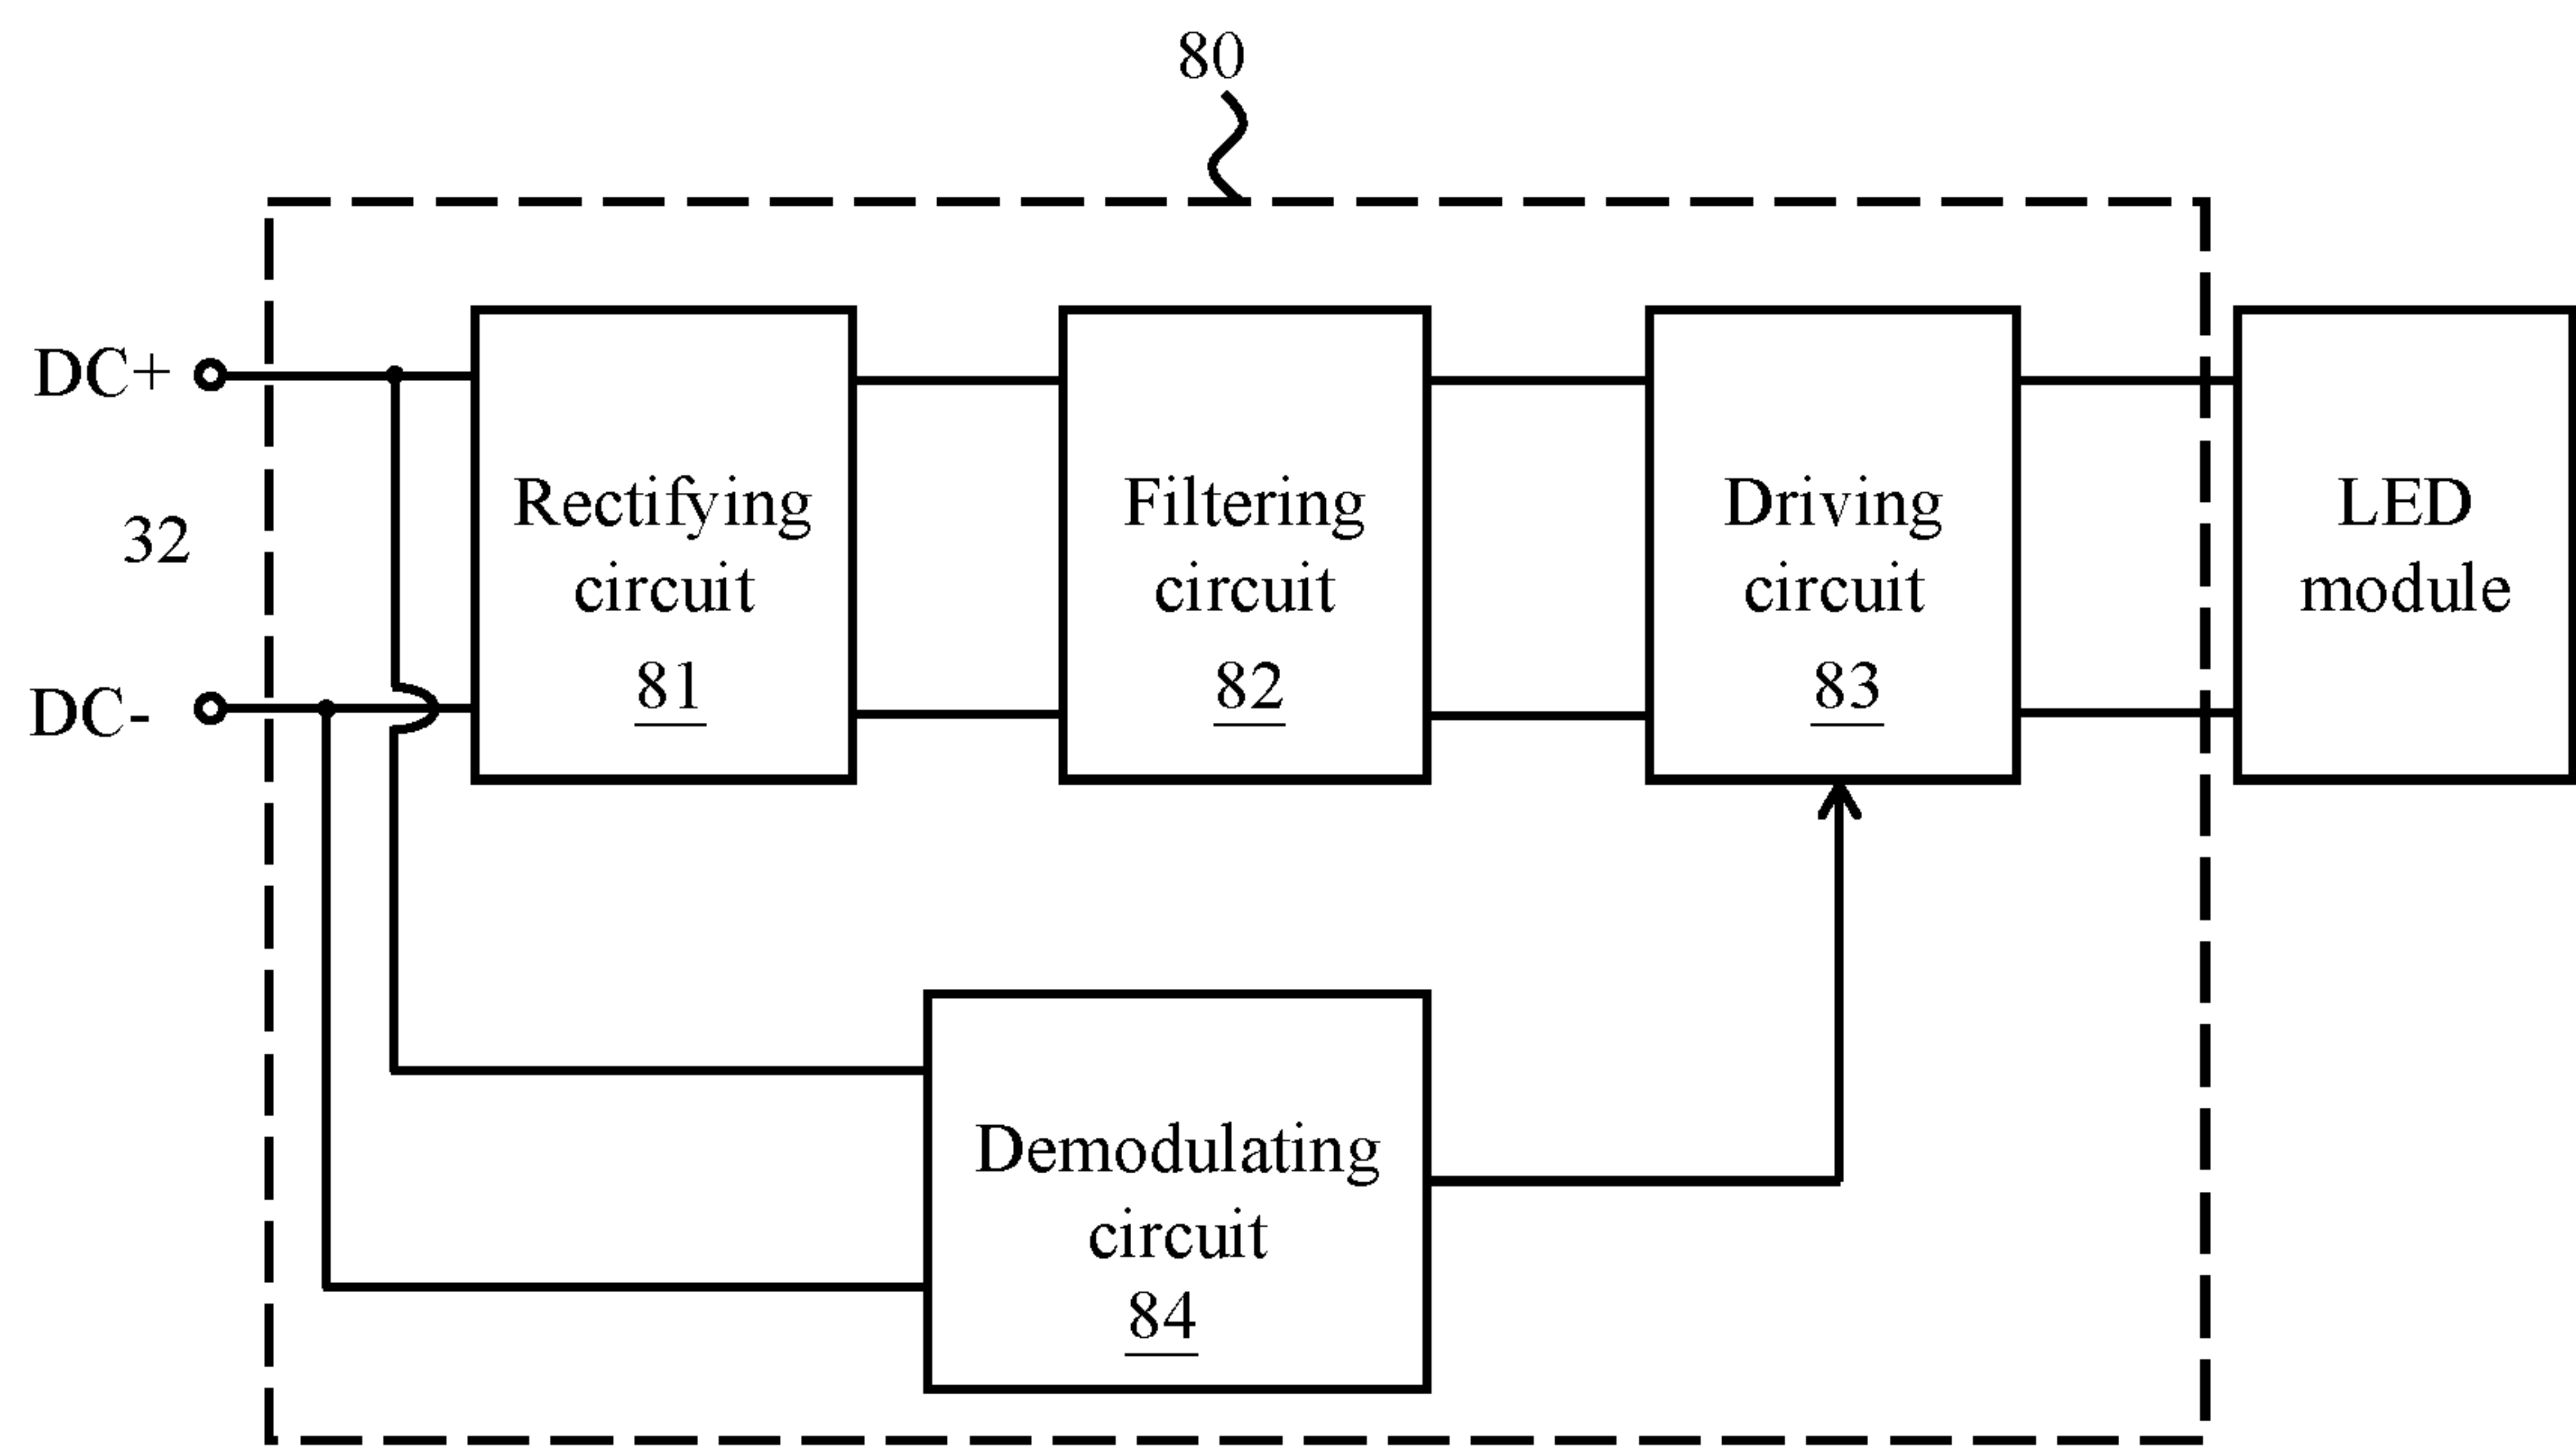 80
DC+
32
DC-
Rectifying
circuit
81
Filtering
circuit
82
Driving
circuit
83
LED
module
Demodulating
circuit
84